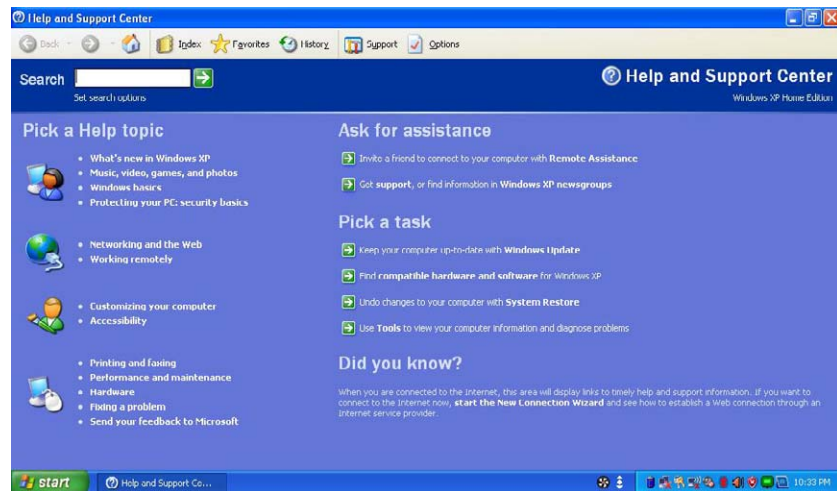 Help and Support Center
Back
Index
Favorites
History
Support
Options
Search
Set search options
Help and Support Center
Windows XP Home Edition
Pick a Help topic
What's new in Windows XP
Music, video, games, and photos
Windows basics
Protecting your PC: security basics
Networking and the Web
Working remotely
Customizing your computer
Accessibility
Printing and faxing
Performance and maintenance
Hardware
Fixing a problem
Send your feedback to Microsoft
Ask for assistance
Invite a friend to connect to your computer with Remote Assistance
Get support, or find information in Windows XP newsgroups
Pick a task
Keep your computer up-to-date with Windows Update
Find compatible hardware and software for Windows XP
Undo changes to your computer with System Restore
Use Tools to view your computer information and diagnose problems
Did you know?
When you are connected to the Internet, this area will display links to timely help and support information. If you want to
connect to the Internet now, start the New Connection Wizard and see how to establish a Web connection through an
Internet service provider.
start
Help and Support Ce...
10:33 PM